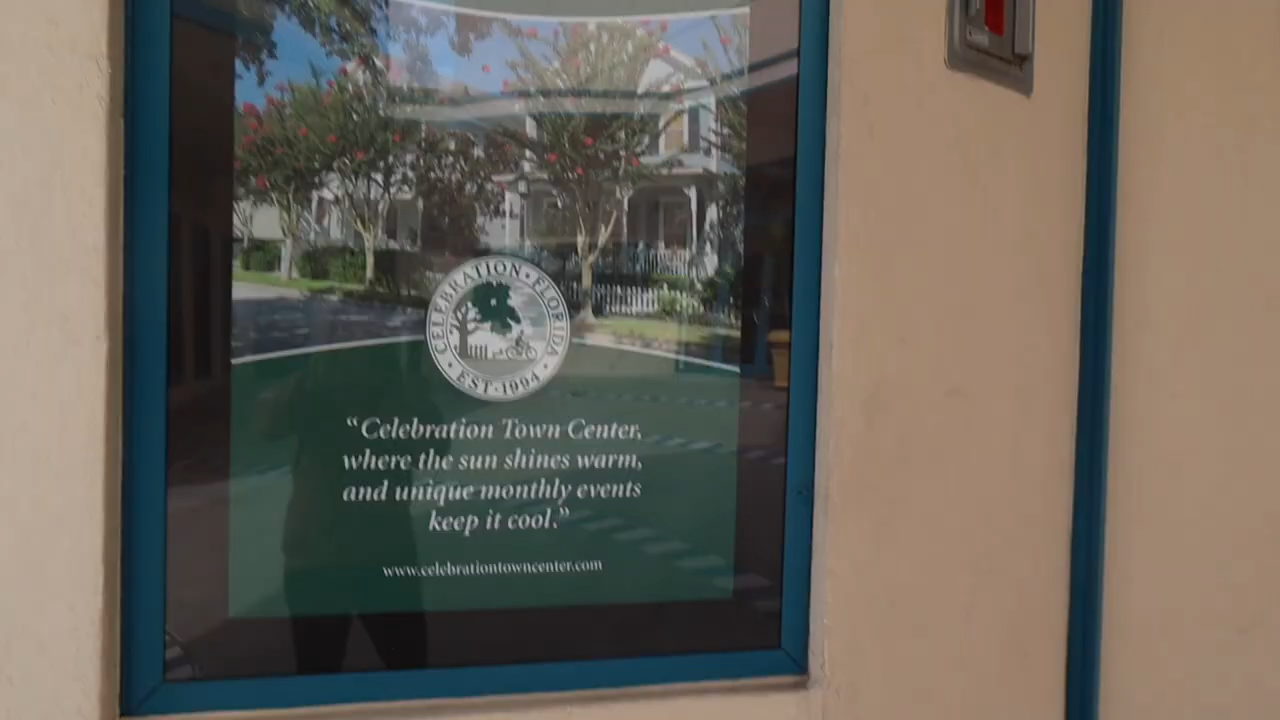 CELEBRATION · FLORIDA
· EST · 1994 ·
“Celebration Town Center,
where the sun shines warm,
and unique monthly events
keep it cool.”
www.celebrationtowncenter.com